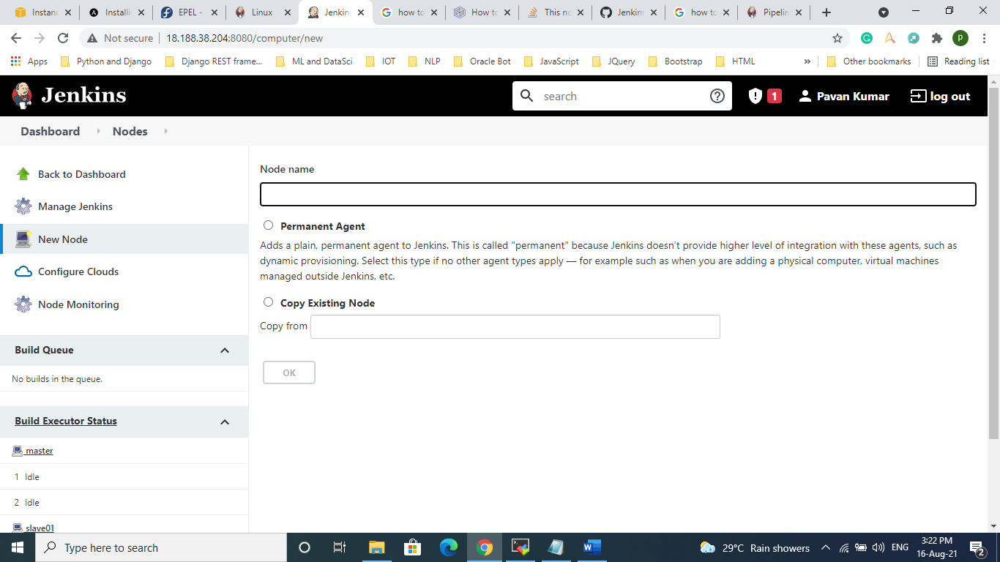 Instanc
Installi
EPEL -
Linux
Jenkins
how to
How to
This no
Jenkins
how to
Pipelin
Not secure
18.188.38.204:8080/computer/new
P
Apps
Python and Django
Django REST frame...
ML and DataSci
IOT
NLP
Oracle Bot
JavaScript
JQuery
Bootstrap
HTML
»
Other bookmarks
Reading list
Jenkins
search
1
Pavan Kumar
log out
Dashboard
Nodes
Back to Dashboard
Manage Jenkins
New Node
Configure Clouds
Node Monitoring
Build Queue
No builds in the queue.
Build Executor Status
master
1 Idle
2 Idle
slave01
Node name
Permanent Agent
Adds a plain, permanent agent to Jenkins. This is called "permanent" because Jenkins doesn't provide higher level of integration with these agents, such as
dynamic provisioning. Select this type if no other agent types apply — for example such as when you are adding a physical computer, virtual machines
managed outside Jenkins, etc.
Copy Existing Node
Copy from
OK
Type here to search
29°C Rain showers
ENG
3:22 PM
16-Aug-21
2